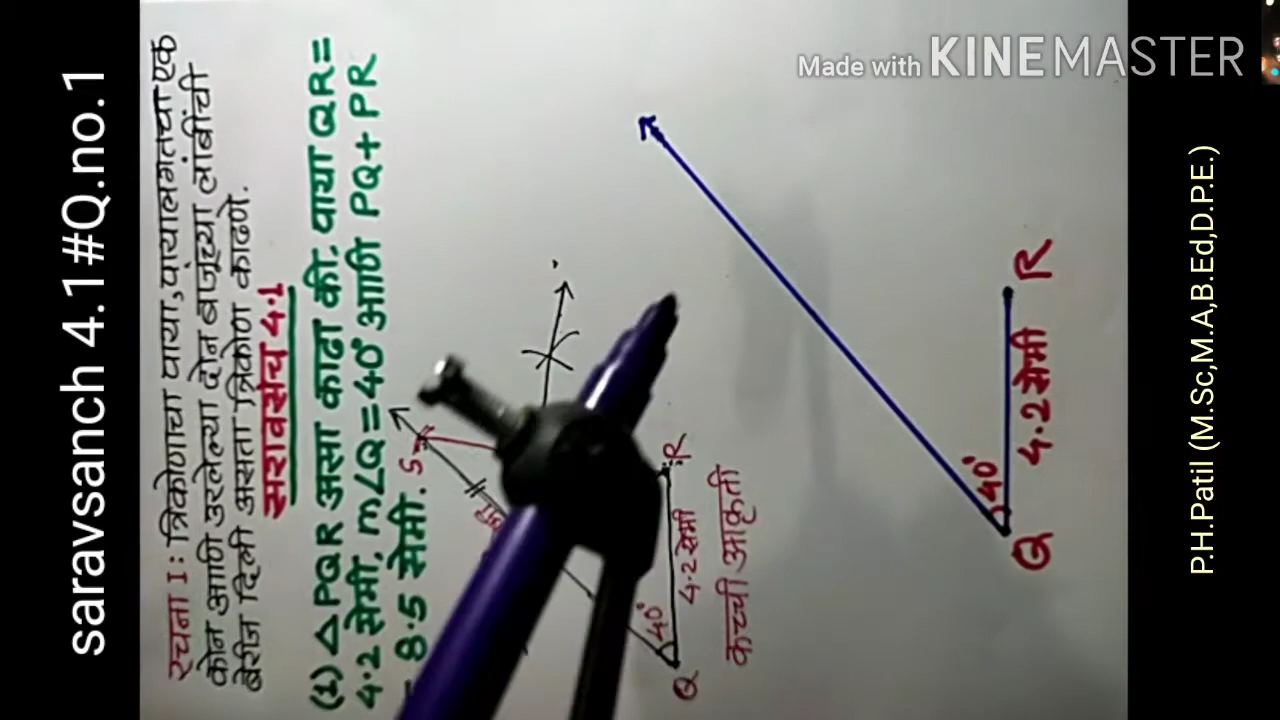 saravsanch 4.1#Q.no.1
रचना I: त्रिकोणाचा पाया, पायालगतचा एक
कोन आणि उरलेल्या दोन बाजूंच्या लांबींची
बेरीज दिली असता त्रिकोण काढणे.
सरावसंच 4.1
(1) △PQR असा काढा की, पाया QR=
4.2 सेमी, m∠Q=40° आणि PQ+PR
= 8.5 सेमी.
S
R
40°
4.2 सेमी
Q
कच्ची आकृती
40°
Q
4.2 सेमी
R
Made with KINEMASTER
P.H.Patil (M.Sc,M.A,B.Ed,D.P.E.)